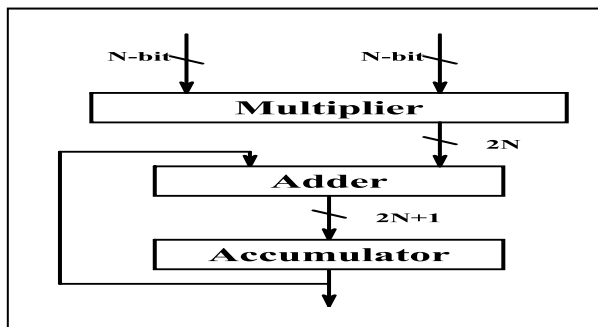 N-bit N-bit
Multiplier
2N
Adder
2N+1
Accumulator